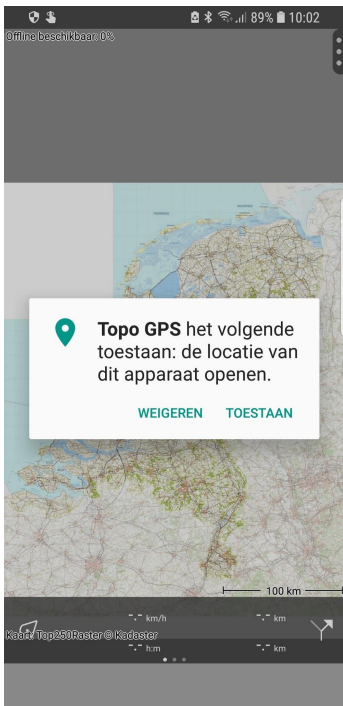 89% 10:02
Offline beschikbaar: 0%
Topo GPS het volgende
toestaan: de locatie van
dit apparaat openen.
WEIGEREN TOESTAAN
100 km
-.- km/h -.- km
Kaart: Top250Raster © Kadaster
-.- h:m -.- km